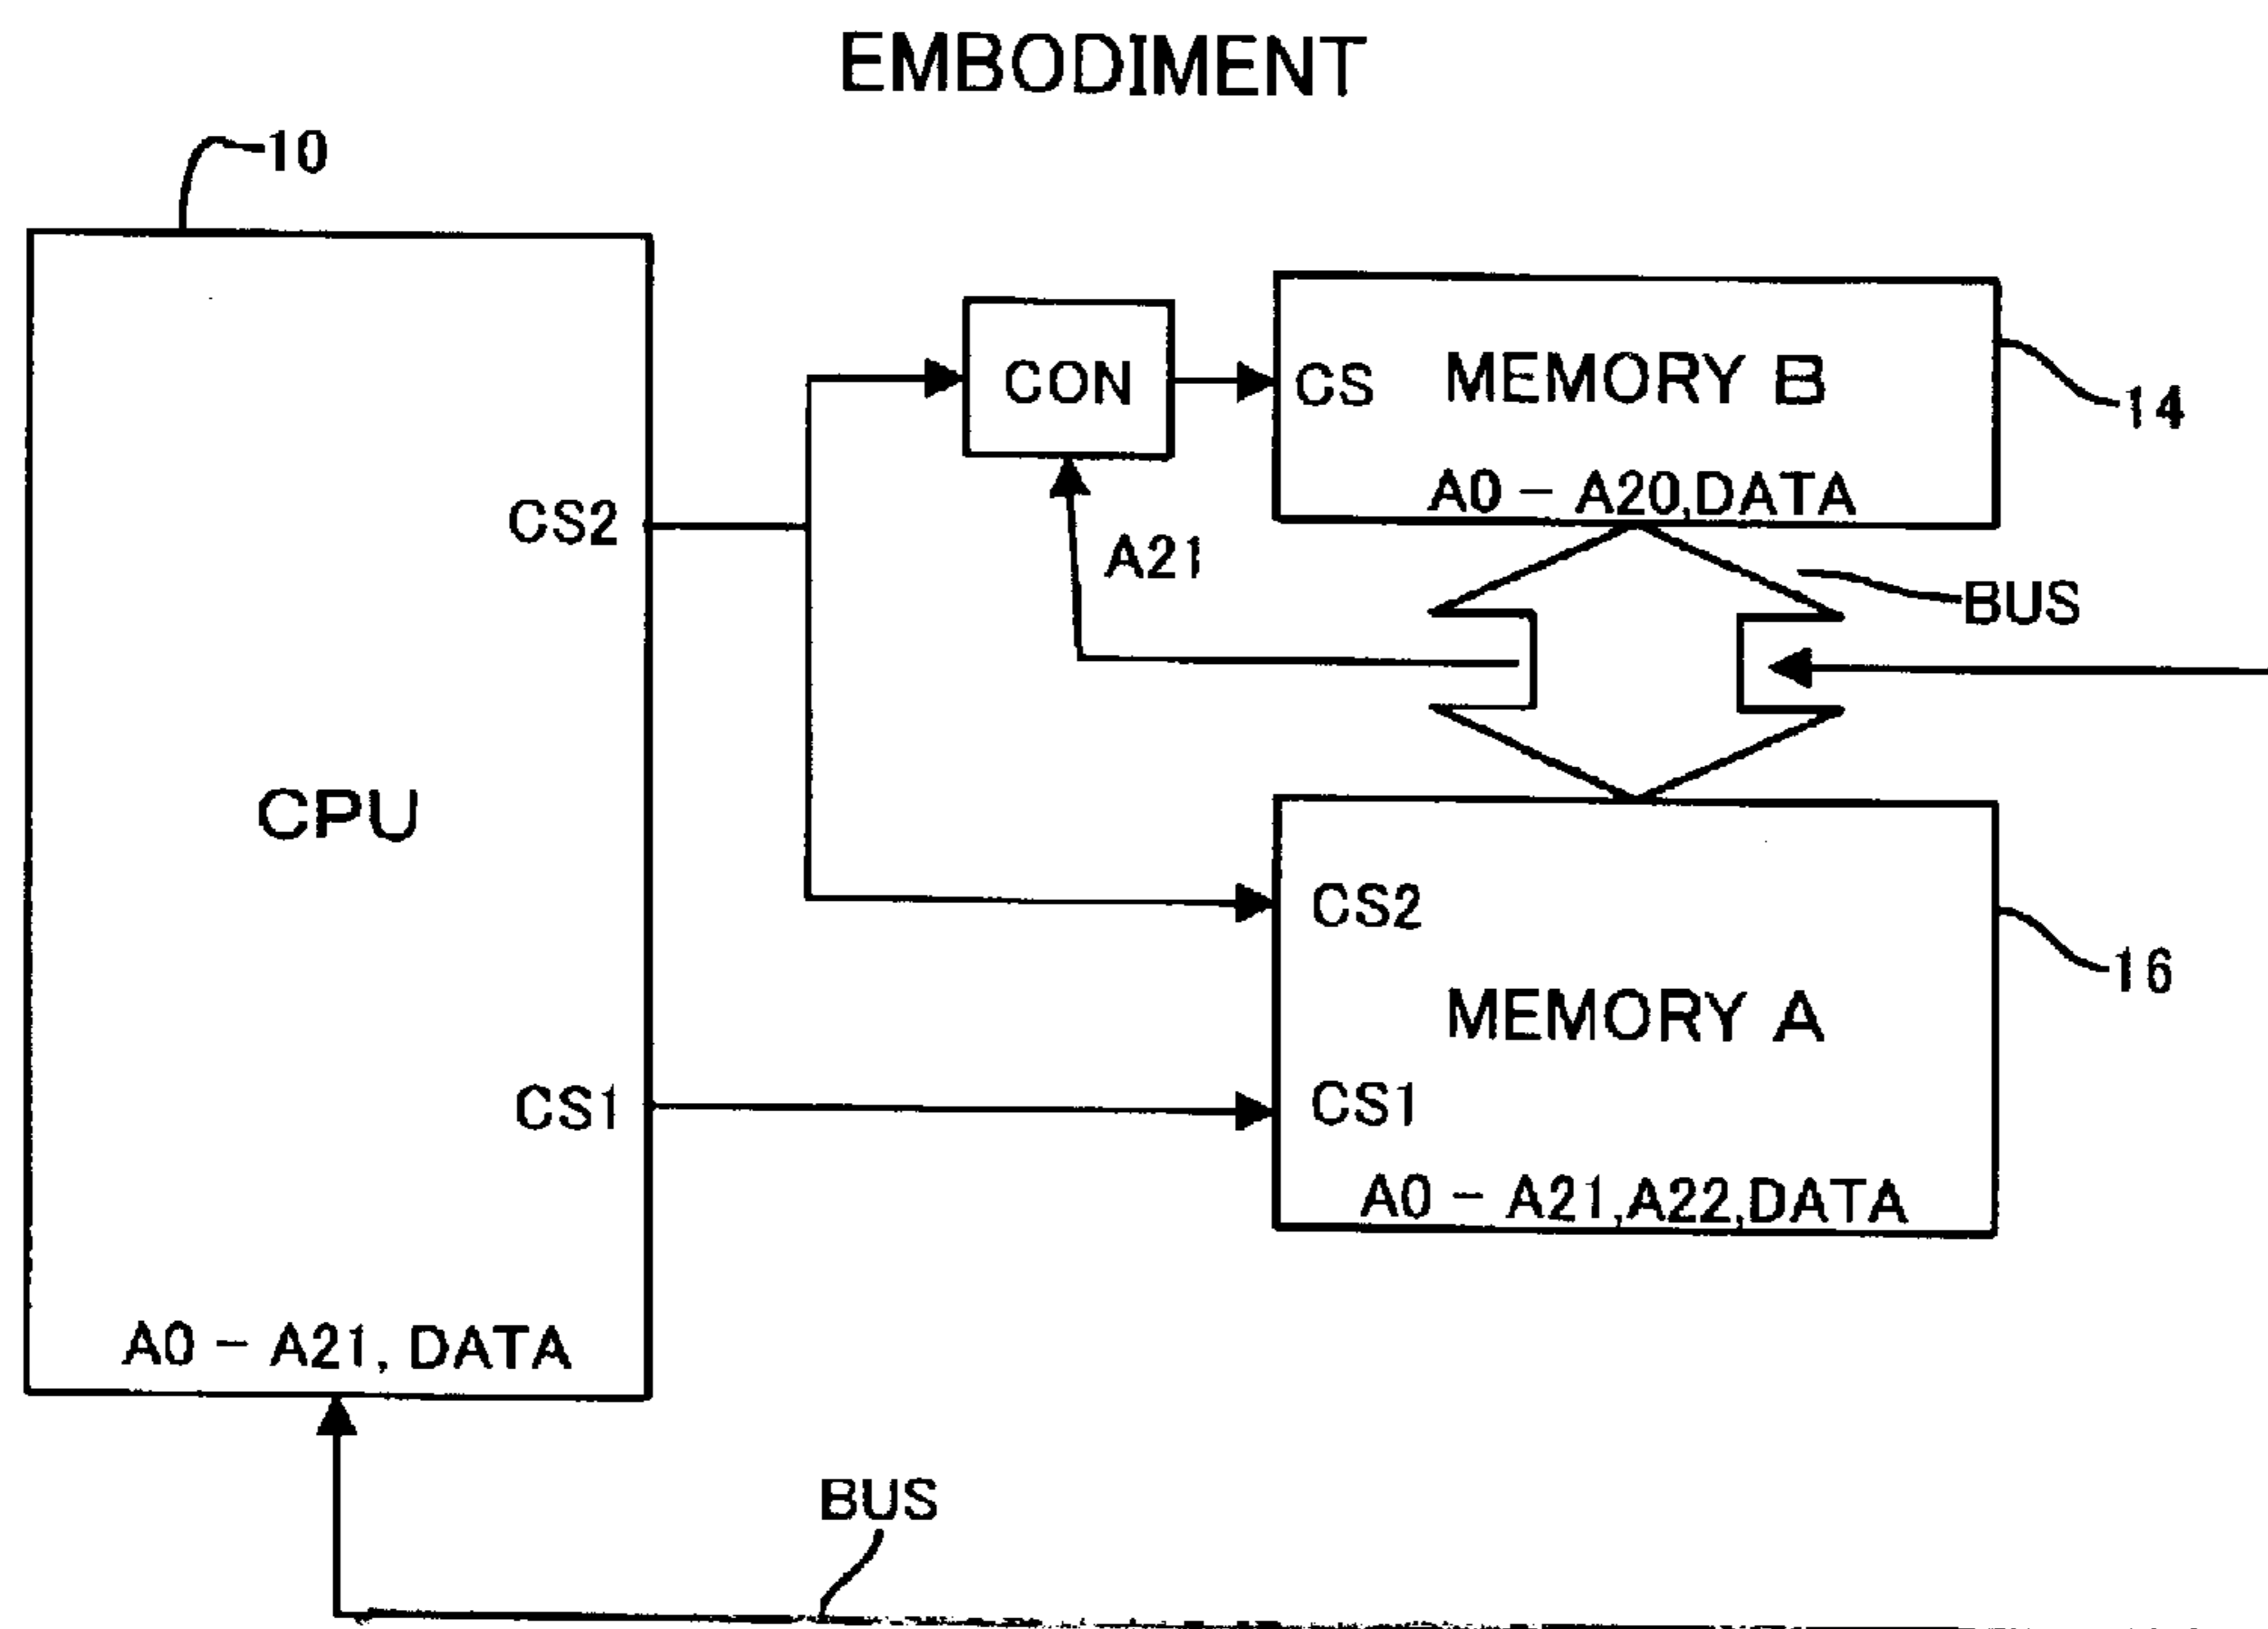 EMBODIMENT
10
CON
CS
MEMORY B
14
A0 – A20,DATA
CS2
A21
BUS
CPU
CS2
16
MEMORY A
CS1
CS1
A0 – A21,A22,DATA
A0 – A21, DATA
BUS